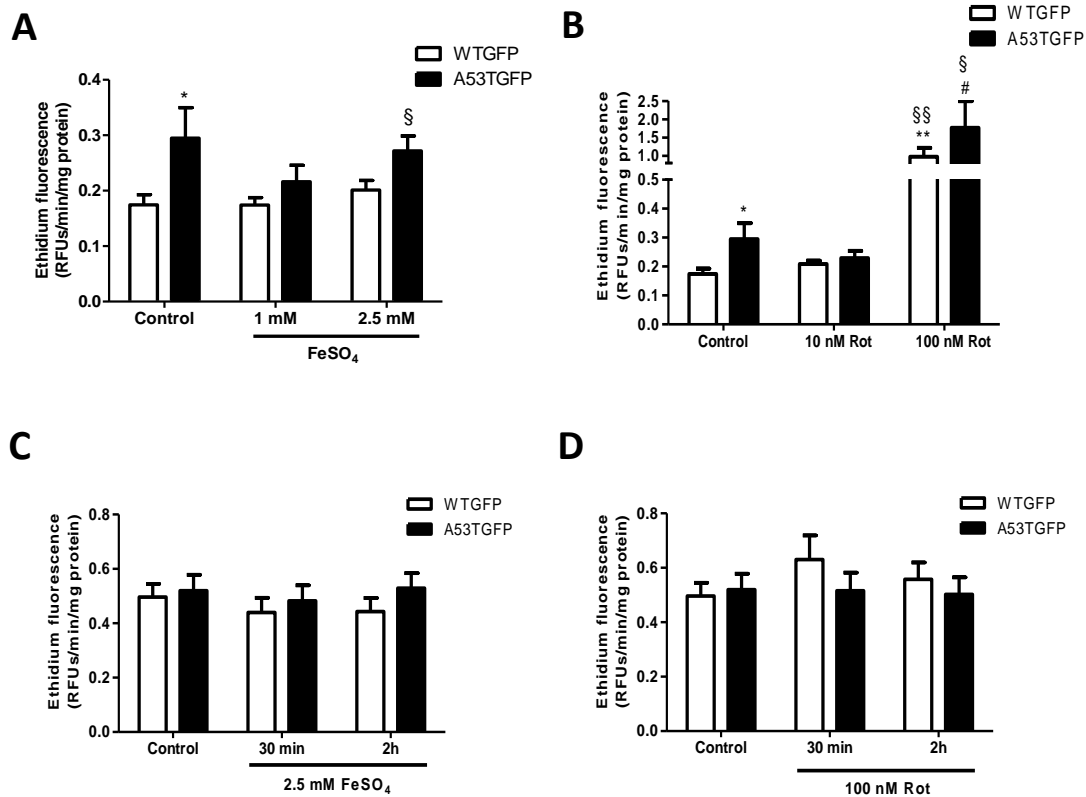 A
WTGFP
A53TGFP
Ethidium fluorescence
(RFUs/min/mg protein)
0.4
0.3
0.2
0.1
0.0
*
§
Control
1 mM
2.5 mM
FeSO4
B
WTGFP
A53TGFP
Ethidium fluorescence
(RFUs/min/mg protein)
2.5
2.0
1.5
1.0
0.5
0.4
0.3
0.2
0.1
0.0
*
§§
**
§
#
Control
10 nM Rot
100 nM Rot
C
WTGFP
A53TGFP
Ethidium fluorescence
(RFUs/min/mg protein)
0.8
0.6
0.4
0.2
0.0
Control
30 min
2h
2.5 mM FeSO4
D
WTGFP
A53TGFP
Ethidium fluorescence
(RFUs/min/mg protein)
0.8
0.6
0.4
0.2
0.0
Control
30 min
2h
100 nM Rot